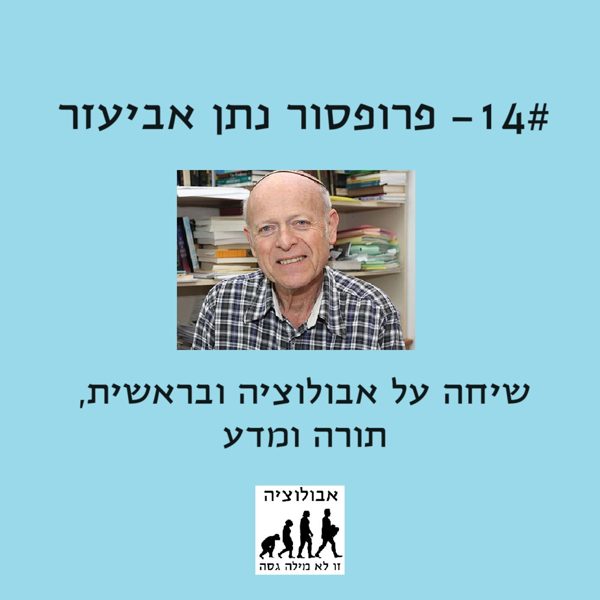 #14- פרופסור נתן אביעזר
שיחה על אבולוציה ובראשית,
תורה ומדע
אבולוציה
זו לא מילה גסה